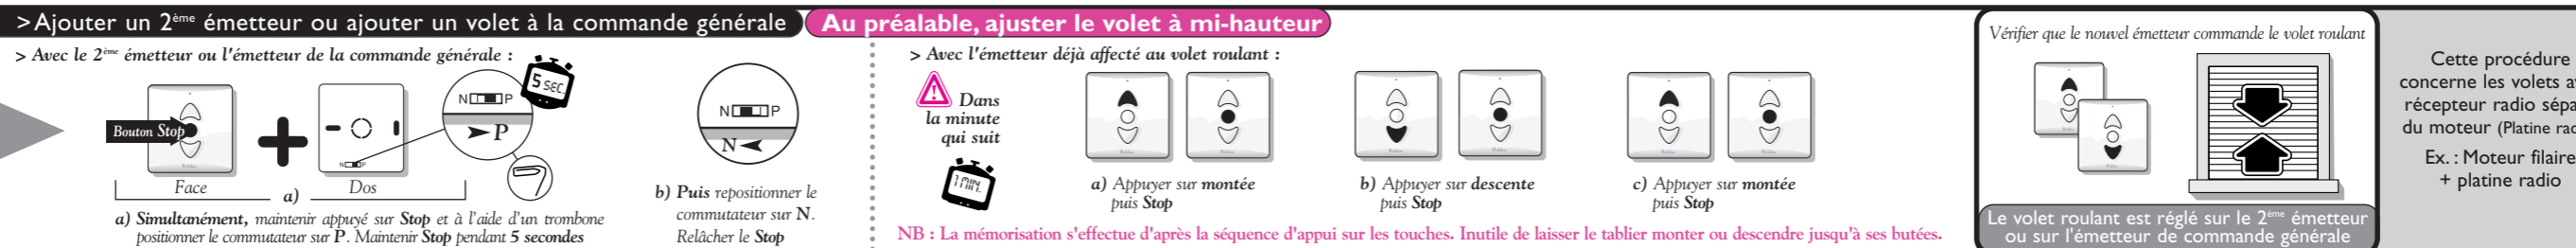 >Ajouter un 2ème émetteur ou ajouter un volet à la commande générale
Au préalable, ajuster le volet à mi-hauteur
> Avec le 2ème émetteur ou l'émetteur de la commande générale :
5 SEC.
N P
Bouton Stop
➤P
N P
Face
Dos
a)
a) Simultanément, maintenir appuyé sur Stop et à l'aide d'un trombone
positionner le commutateur sur P. Maintenir Stop pendant 5 secondes
N P
N
b) Puis repositionner le
commutateur sur N.
Relâcher le Stop
> Avec l'émetteur déjà affecté au volet roulant :
Dans
la minute
qui suit
1 MIN.
a) Appuyer sur montée
puis Stop
b) Appuyer sur descente
puis Stop
c) Appuyer sur montée
puis Stop
NB : La mémorisation s'effectue d'après la séquence d'appui sur les touches. Inutile de laisser le tablier monter ou descendre jusqu'à ses butées.
Vérifier que le nouvel émetteur commande le volet roulant
Le volet roulant est réglé sur le 2ème émetteur
ou sur l'émetteur de commande générale
Cette procédure
concerne les volets
récepteur radio
du moteur (Platine
Ex. : Moteur filaire
+ platine radio